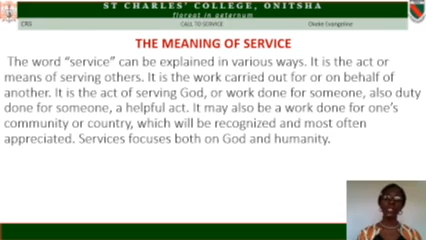 ST CHARLES' COLLEGE, ONITSHA
floreat in aeternum
CRS CALL TO SERVICE Okeke Evangeline
THE MEANING OF SERVICE
The word "service" can be explained in various ways. It is the act or
means of serving others. It is the work carried out for or on behalf of
another. It is the act of serving God, or work done for someone, also duty
done for someone, a helpful act. It may also be a work done for one's
community or country, which will be recognized and most often
appreciated. Services focuses both on God and humanity.